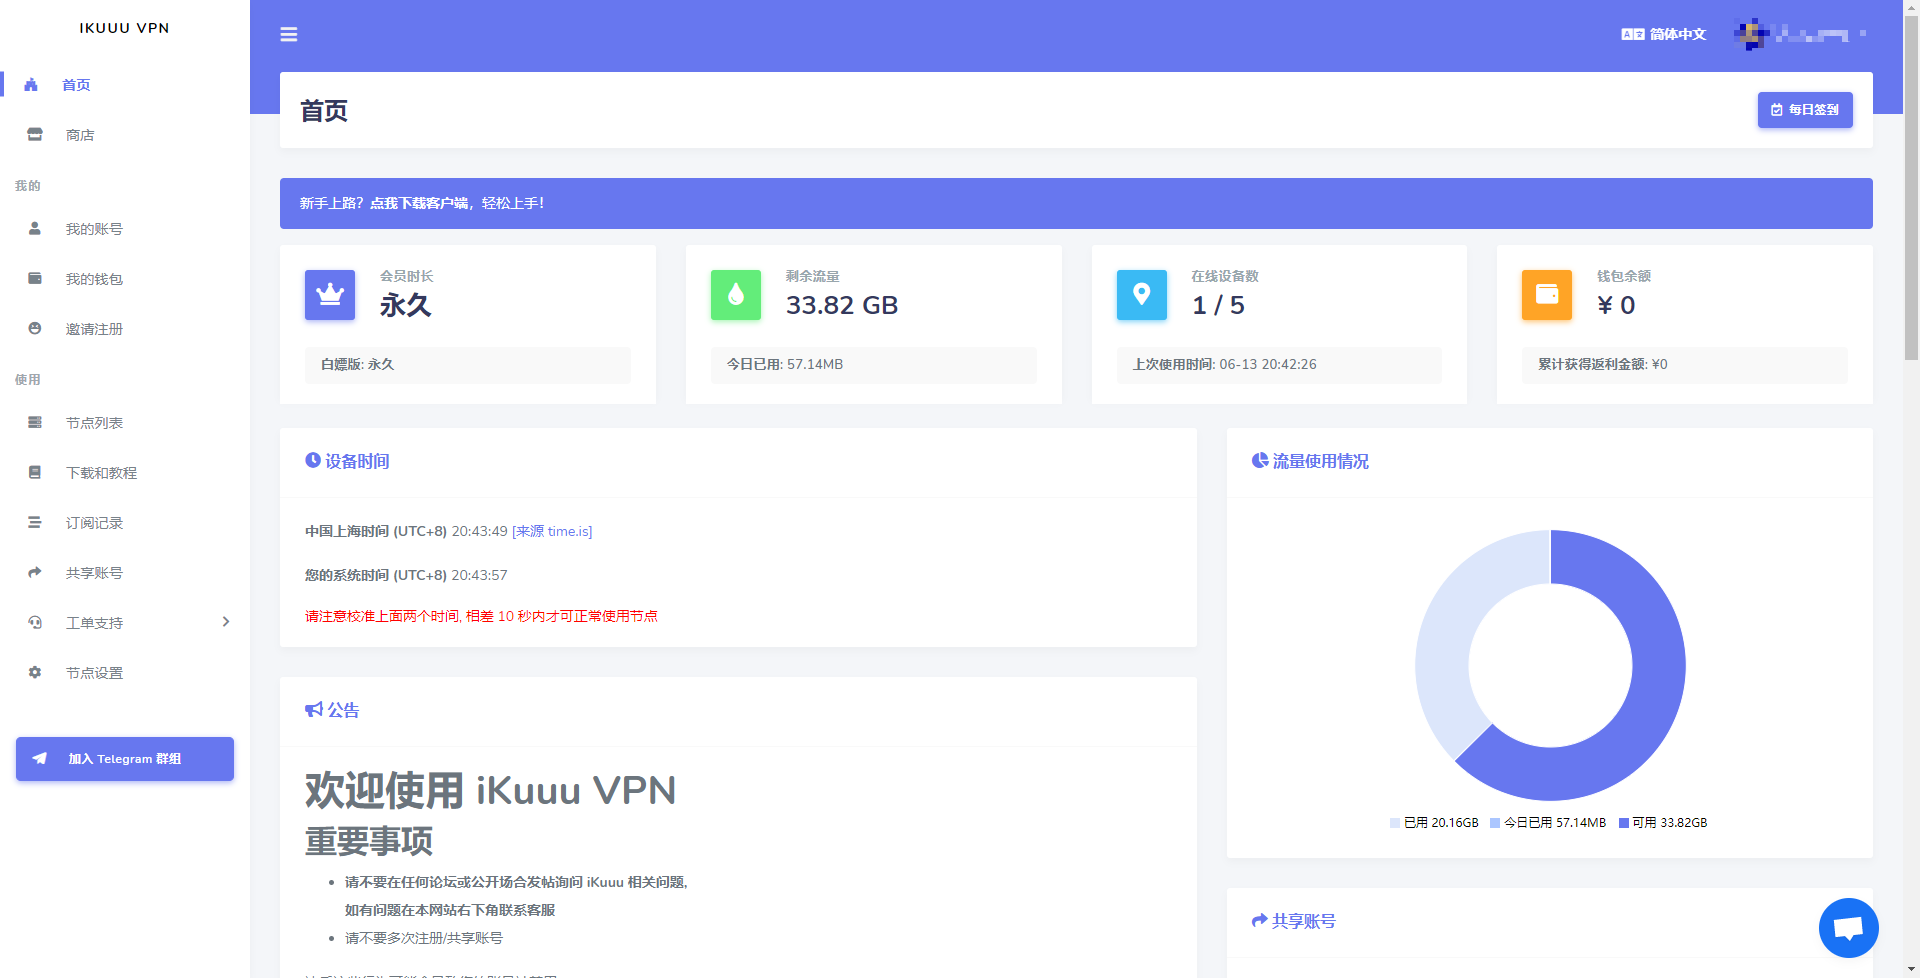 IKUUU VPN
首页
商店
我的
我的账号
我的钱包
邀请注册
使用
节点列表
下载和教程
订阅记录
共享账号
工单支持
节点设置
加入 Telegram 群组
简体中文
首页
每日签到
新手上路？点我下载客户端，轻松上手！
会员时长
永久
白嫖版: 永久
剩余流量
33.82 GB
今日已用: 57.14MB
在线设备数
1 / 5
上次使用时间: 06-13 20:42:26
钱包余额
¥ 0
累计获得返利金额: ¥0
设备时间
中国上海时间 (UTC+8) 20:43:49 [来源 time.is]
您的系统时间 (UTC+8) 20:43:57
请注意校准上面两个时间, 相差 10 秒内才可正常使用节点
流量使用情况
已用 20.16GB 今日已用 57.14MB 可用 33.82GB
公告
欢迎使用 iKuuu VPN
重要事项
请不要在任何论坛或公开场合发帖询问 iKuuu 相关问题,
如有问题在本网站右下角联系客服
请不要多次注册/共享账号
共享账号